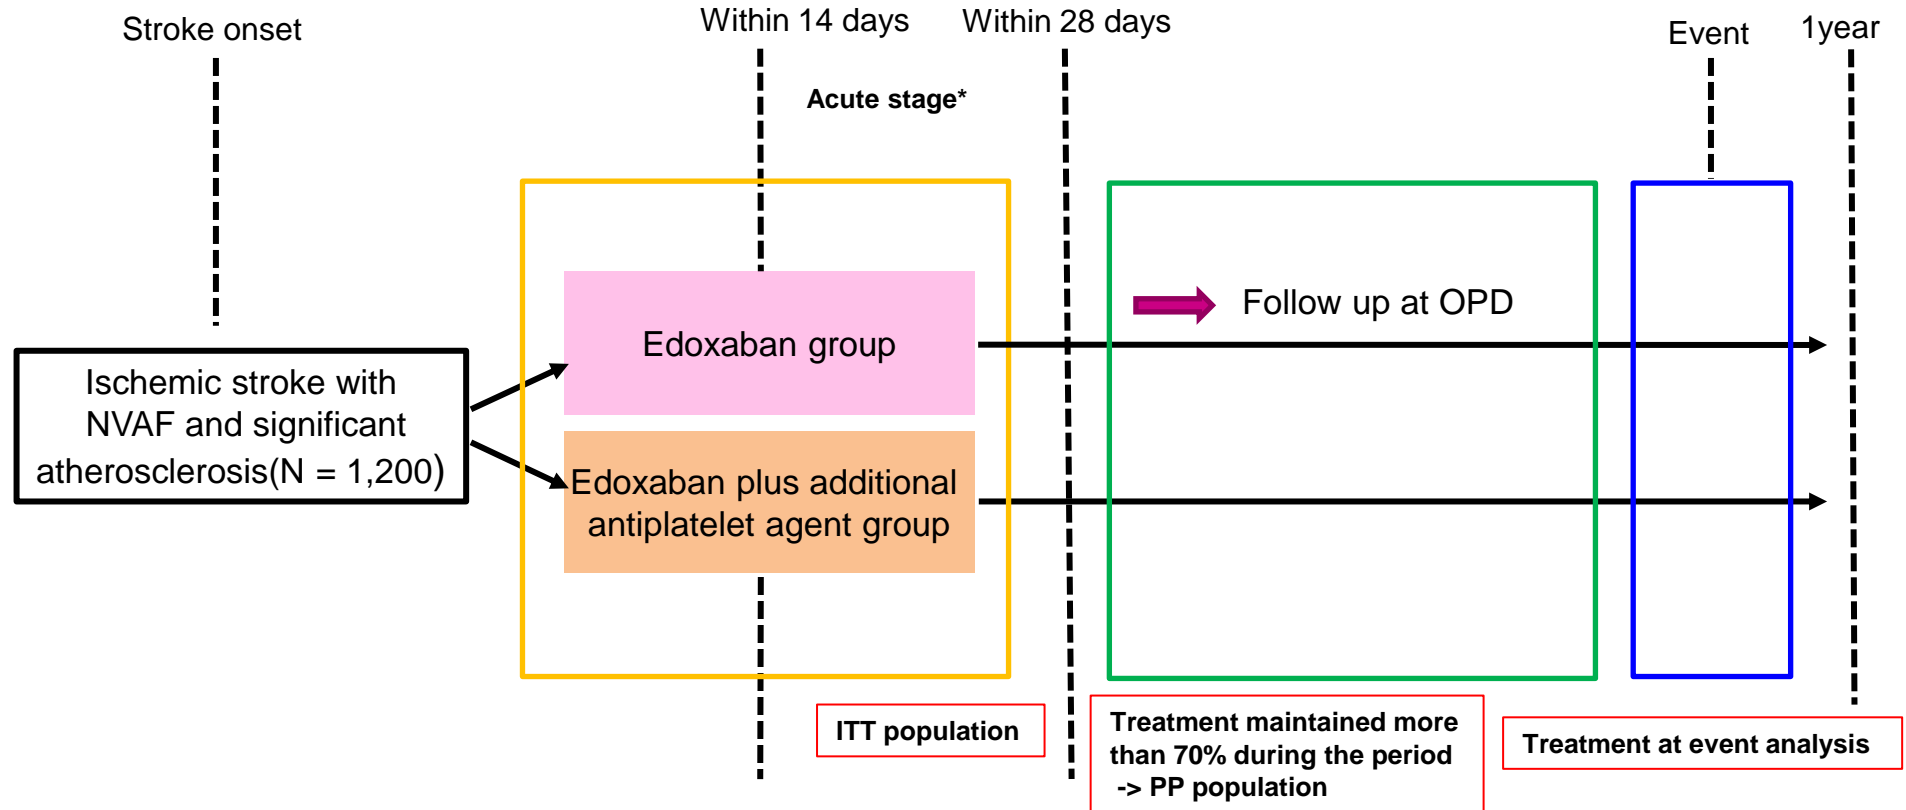 Stroke onset
Within 14 days
Within 28 days
Event
1year
Acute stage*
Ischemic stroke with
NVAF and significant
atherosclerosis(N = 1,200)
Edoxaban group
Edoxaban plus additional
antiplatelet agent group
Follow up at OPD
ITT population
Treatment maintained more
than 70% during the period
-> PP population
Treatment at event analysis